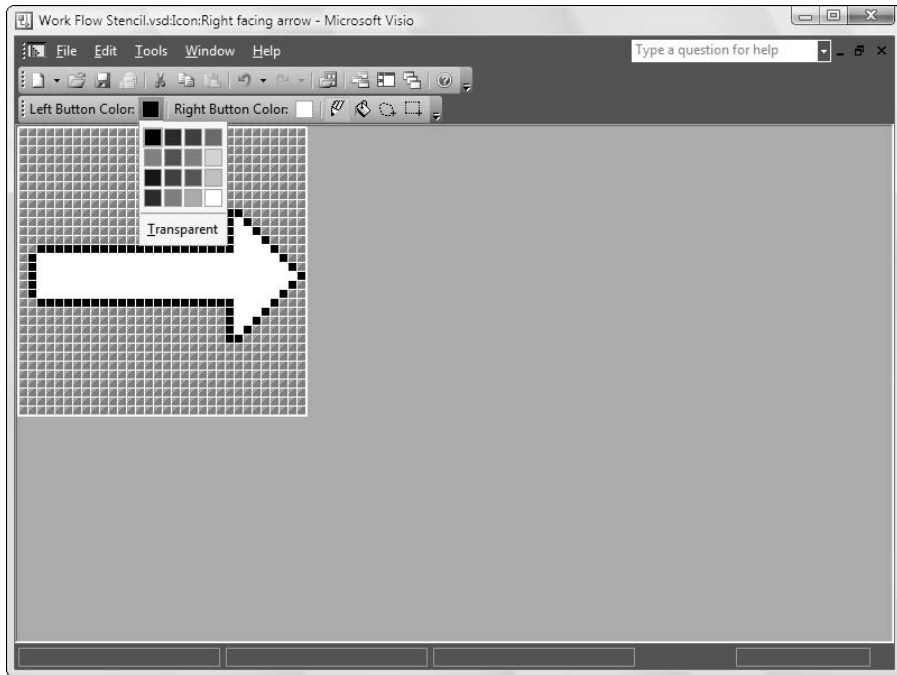 Work Flow Stencil.vsd:Icon:Right facing arrow - Microsoft Visio
File Edit Tools Window Help
Type a question for help
Left Button Color: Right Button Color:
Transparent